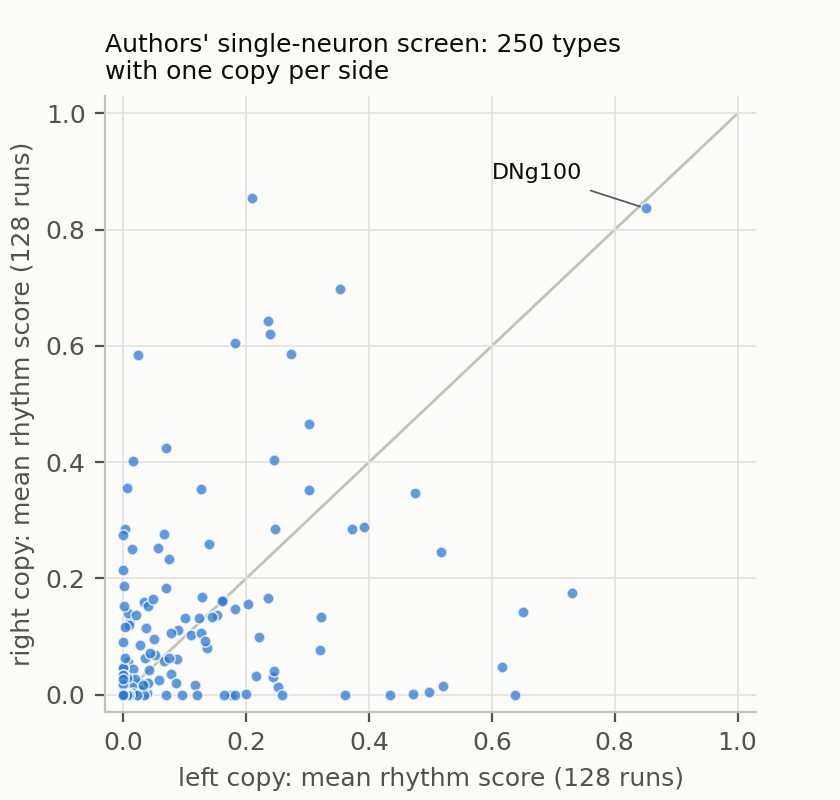 Authors' single-neuron screen: 250 types
with one copy per side
right copy: mean rhythm score (128 runs)
1.0
0.8
0.6
0.4
0.2
0.0
DNg100
0.0 0.2 0.4 0.6 0.8 1.0
left copy: mean rhythm score (128 runs)